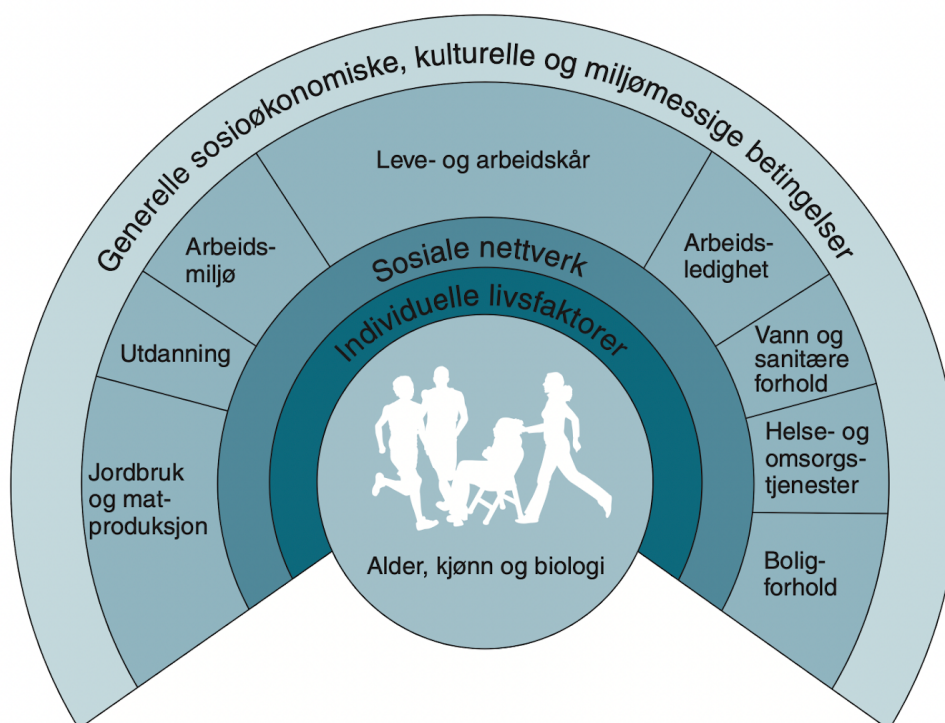 Generelle sosioøkonomiske, kulturelle og miljømessige betingelser
Leve- og arbeidskår
Arbeids-
miljø
Arbeids-
ledighet
Sosiale nettverk
Individuelle livsfaktorer
Utdanning
Vann og
sanitære
forhold
Jordbruk
og mat-
produksjon
Helse- og
omsorgs-
tjenester
Bolig-
forhold
Alder, kjønn og biologi